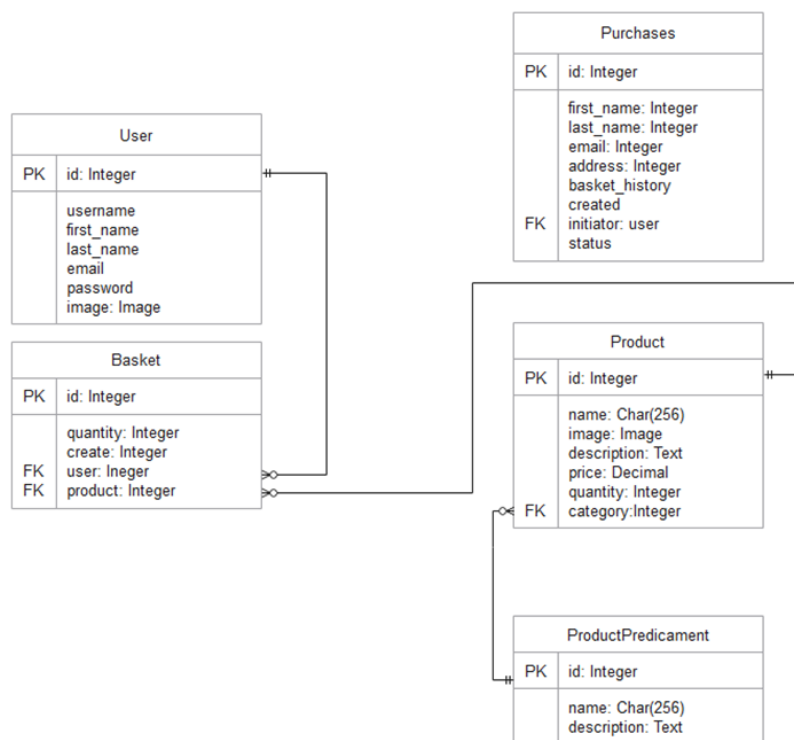 User
PK id: Integer
username
first_name
last_name
email
password
image: Image
Basket
PK id: Integer
quantity: Integer
create: Integer
FK user: Ineger
FK product: Integer
Purchases
PK id: Integer
first_name: Integer
last_name: Integer
email: Integer
address: Integer
basket_history
created
FK initiator: user
status
Product
PK id: Integer
name: Char(256)
image: Image
description: Text
price: Decimal
quantity: Integer
FK category:Integer
ProductPredicament
PK id: Integer
name: Char(256)
description: Text